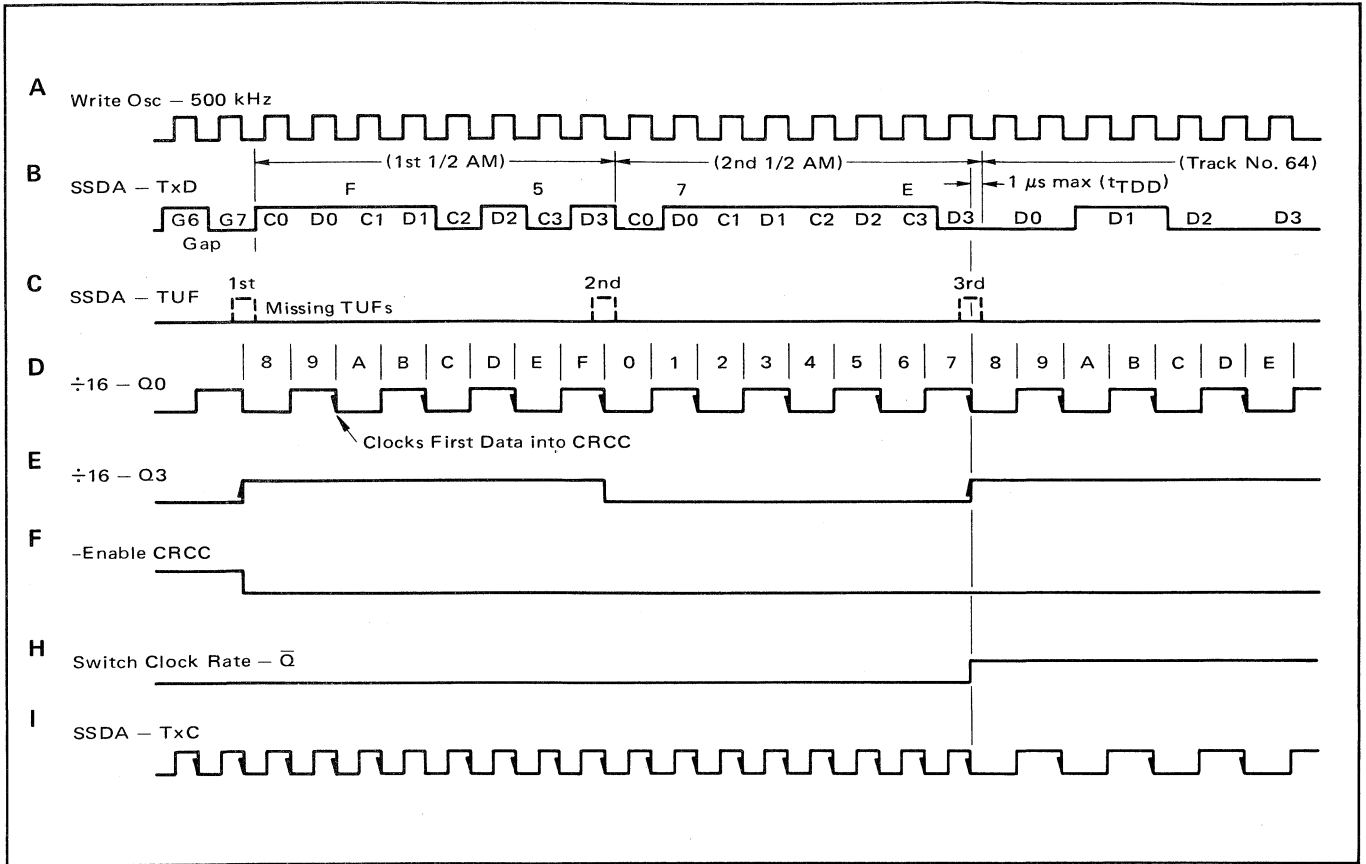 A
Write Osc – 500 kHz
(1st 1/2 AM)
(2nd 1/2 AM)
(Track No. 64)
B
SSDA – TxD
F
5
7
E
1 μs max (tTDD)
G6 G7 C0 D0 C1 D1 C2 D2 C3 D3 C0 D0 C1 D1 C2 D2 C3 D3 D0 D1 D2 D3
Gap
C
SSDA – TUF
1st
Missing TUFs
2nd
3rd
D
÷16 – Q0
8 9 A B C D E F 0 1 2 3 4 5 6 7 8 9 A B C D E
Clocks First Data into CRCC
E
÷16 – Q3
F
-Enable CRCC
H
Switch Clock Rate – Q̅
I
SSDA – TxC